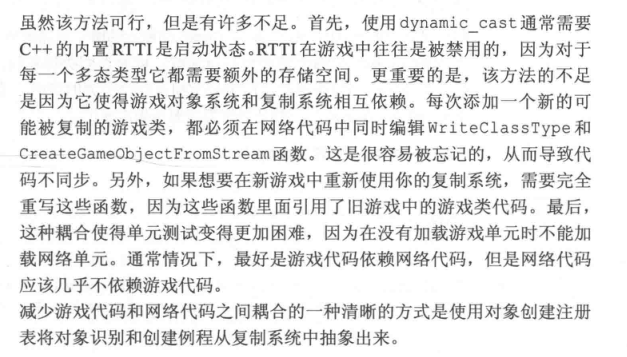 虽然该方法可行，但是有许多不足。首先，使用dynamic_cast通常需要
C++的内置RTTI是启动状态。RTTI在游戏中往往是被禁用的，因为对于
每一个多态类型它都需要额外的存储空间。更重要的是，该方法的不足
是因为它使得游戏对象系统和复制系统相互依赖。每次添加一个新的可
能被复制的游戏类，都必须在网络代码中同时编辑WriteClassType和
CreateGameObjectFromStream函数。这是很容易被忘记的，从而导致代
码不同步。另外，如果想要在新游戏中重新使用你的复制系统，需要完全
重写这些函数，因为这些函数里面引用了旧游戏中的游戏类代码。最后，
这种耦合使得单元测试变得更加困难，因为在没有加载游戏单元时不能加
载网络单元。通常情况下，最好是游戏代码依赖网络代码，但是网络代码
应该几乎不依赖游戏代码。
减少游戏代码和网络代码之间耦合的一种清晰的方式是使用对象创建注册
表将对象识别和创建例程从复制系统中抽象出来。